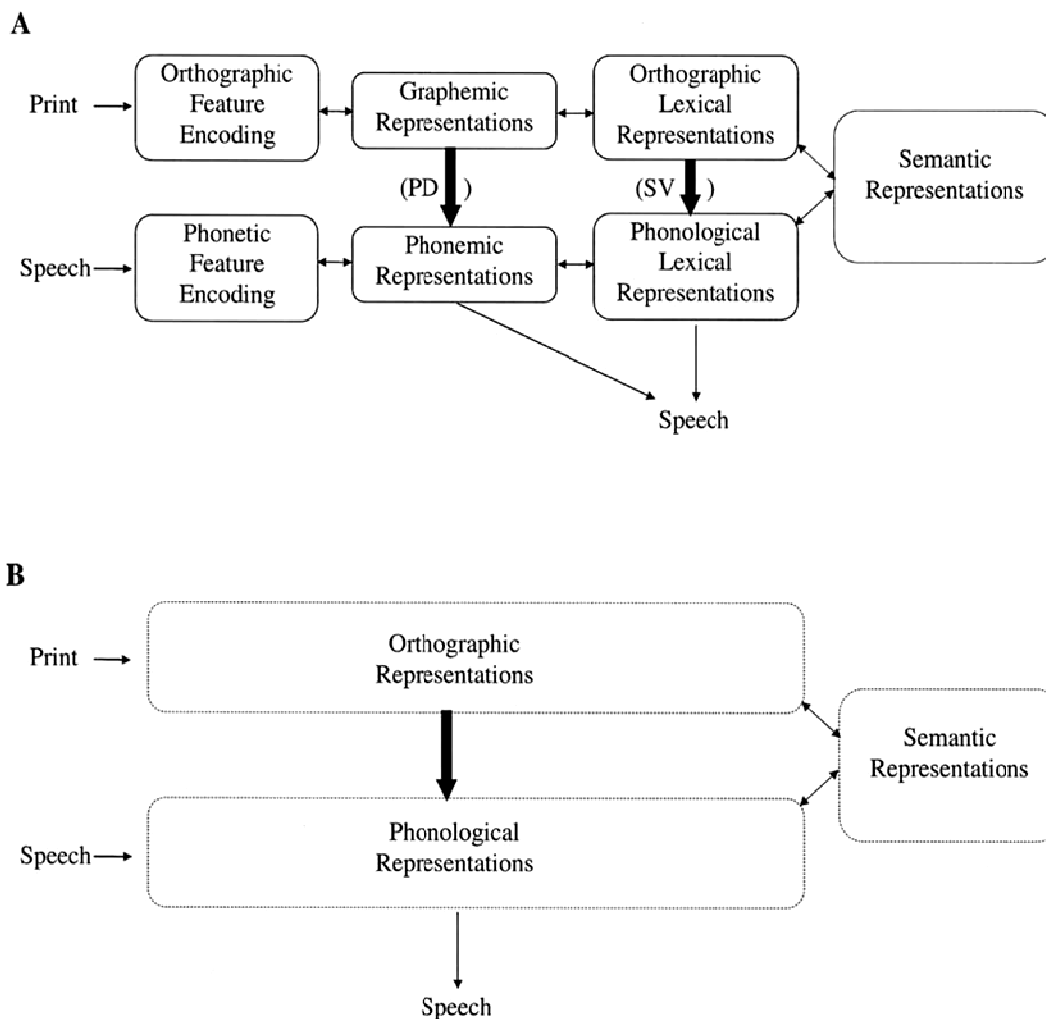 A
Print
Orthographic
Feature
Encoding
Graphemic
Representations
Orthographic
Lexical
Representations
Semantic
Representations
(PD )
(SV )
Speech
Phonetic
Feature
Encoding
Phonemic
Representations
Phonological
Lexical
Representations
Speech
B
Print
Orthographic
Representations
Semantic
Representations
Speech
Phonological
Representations
Speech